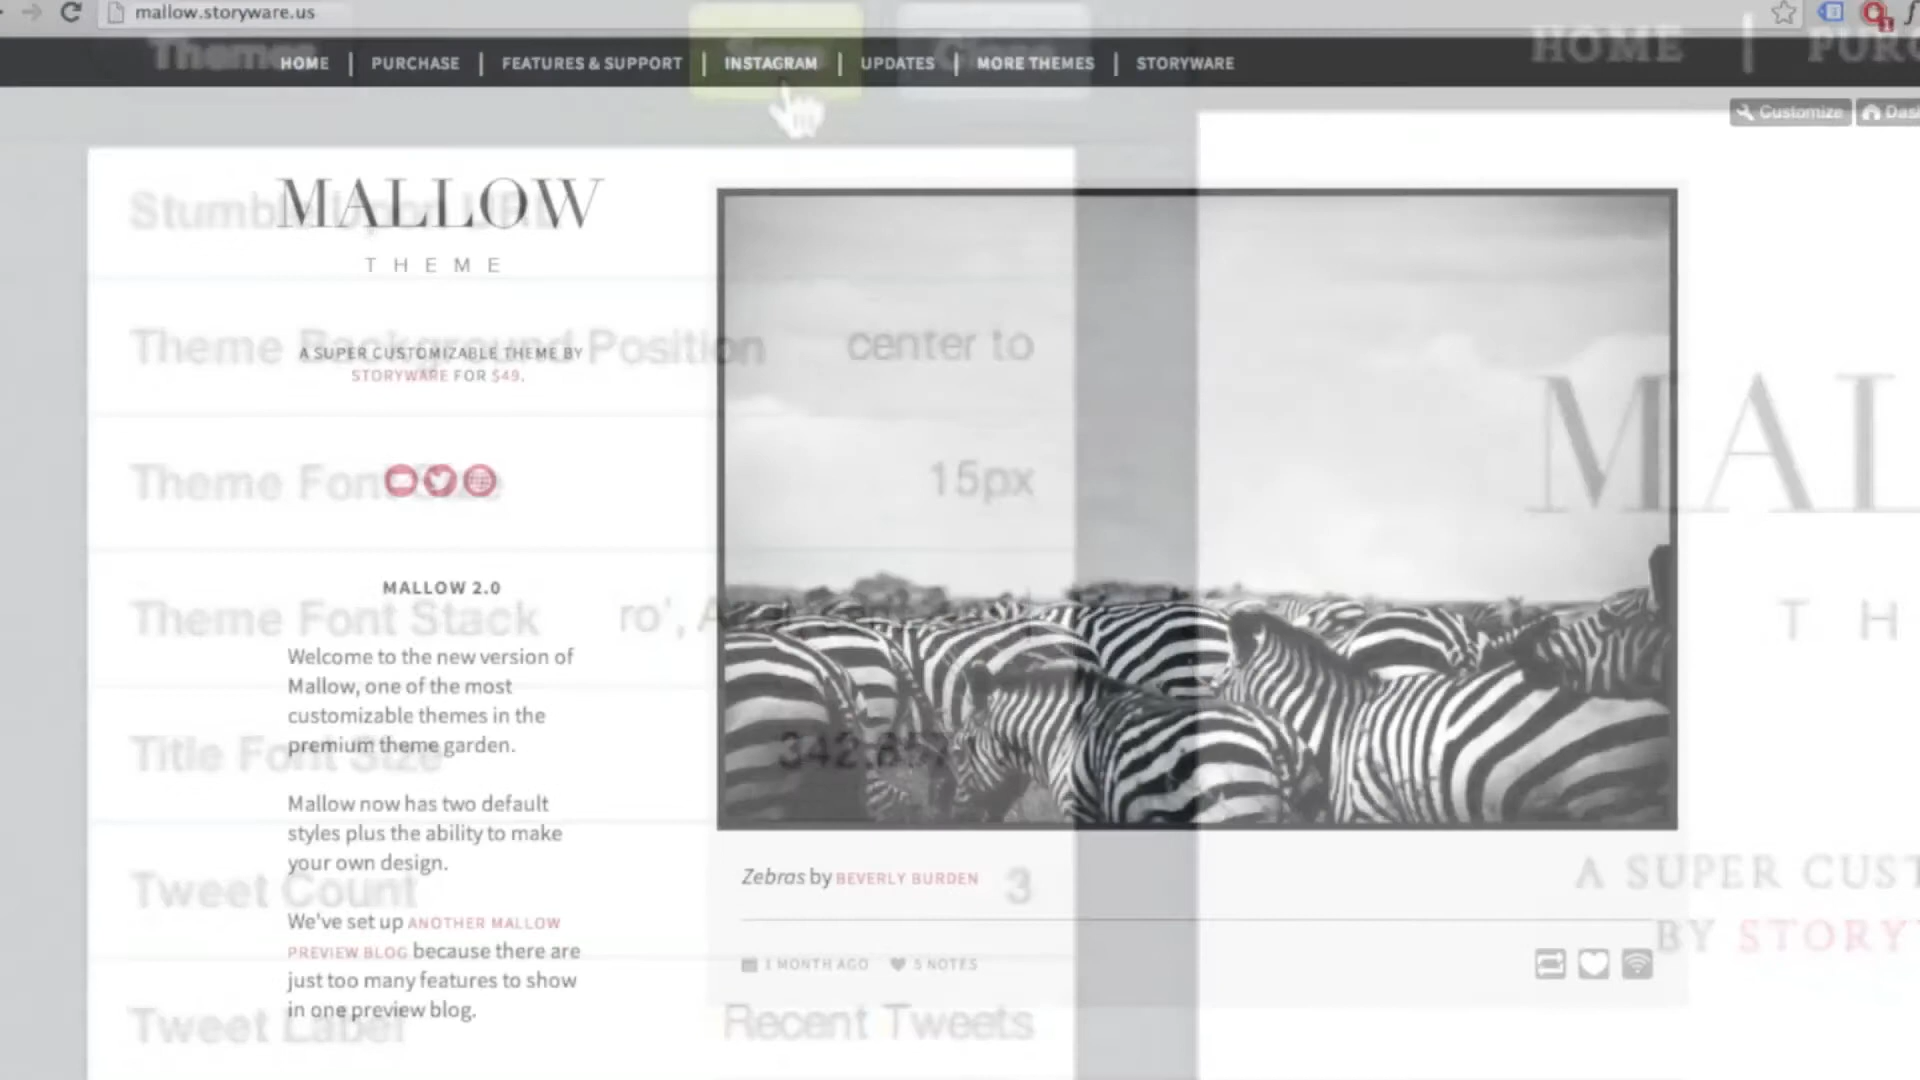 mallow.storyware.us
Themes
HOME | PURCHASE | FEATURES & SUPPORT | INSTAGRAM | UPDATES | MORE THEMES | STORYWARE
HOME |
Customize
MALLOW
THEME
A SUPER CUSTOMIZABLE THEME BY
STORYWARE FOR $49.
MALLOW 2.0
Welcome to the new version of
Mallow, one of the most
customizable themes in the
premium theme garden.
Mallow now has two default
styles plus the ability to make
your own design.
We've set up ANOTHER MALLOW
PREVIEW BLOG because there are
just too many features to show
in one preview blog.
Zebras by BEVERLY BURDEN
1 MONTH AGO 5 NOTES
Theme Background Position center to
Theme Font Size 15px
Theme Font Stack ro',
Title Font Size
Tweet Count 3
Tweet Label Recent Tweets
A SUPER
BY